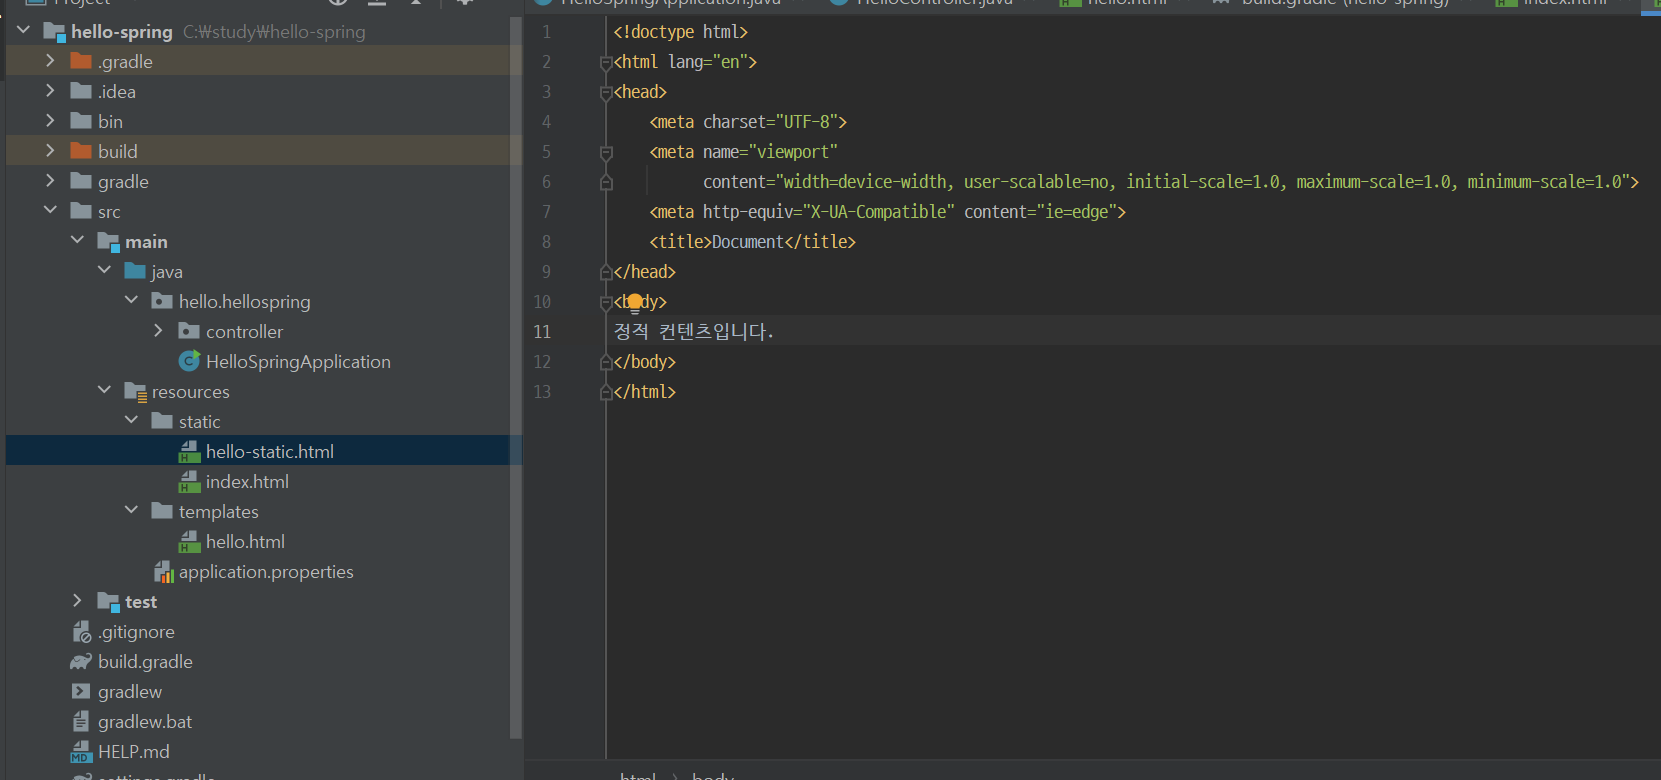 Project
hello-spring C:₩study₩hello-spring
.gradle
.idea
bin
build
gradle
src
main
java
hello.hellospring
controller
HelloSpringApplication
resources
static
hello-static.html
index.html
templates
hello.html
application.properties
test
.gitignore
build.gradle
gradlew
gradlew.bat
HELP.md
settings.gradle
HelloSpringApplication.java HelloController.java hello.html build.gradle (hello-spring) index.html
1 <!doctype html>
2 <html lang="en">
3 <head>
4 <meta charset="UTF-8">
5 <meta name="viewport"
6 content="width=device-width, user-scalable=no, initial-scale=1.0, maximum-scale=1.0, minimum-scale=1.0">
7 <meta http-equiv="X-UA-Compatible" content="ie=edge">
8 <title>Document</title>
9 </head>
10 <body>
11 정적 컨텐츠입니다.
12 </body>
13 </html>
html 〉 body